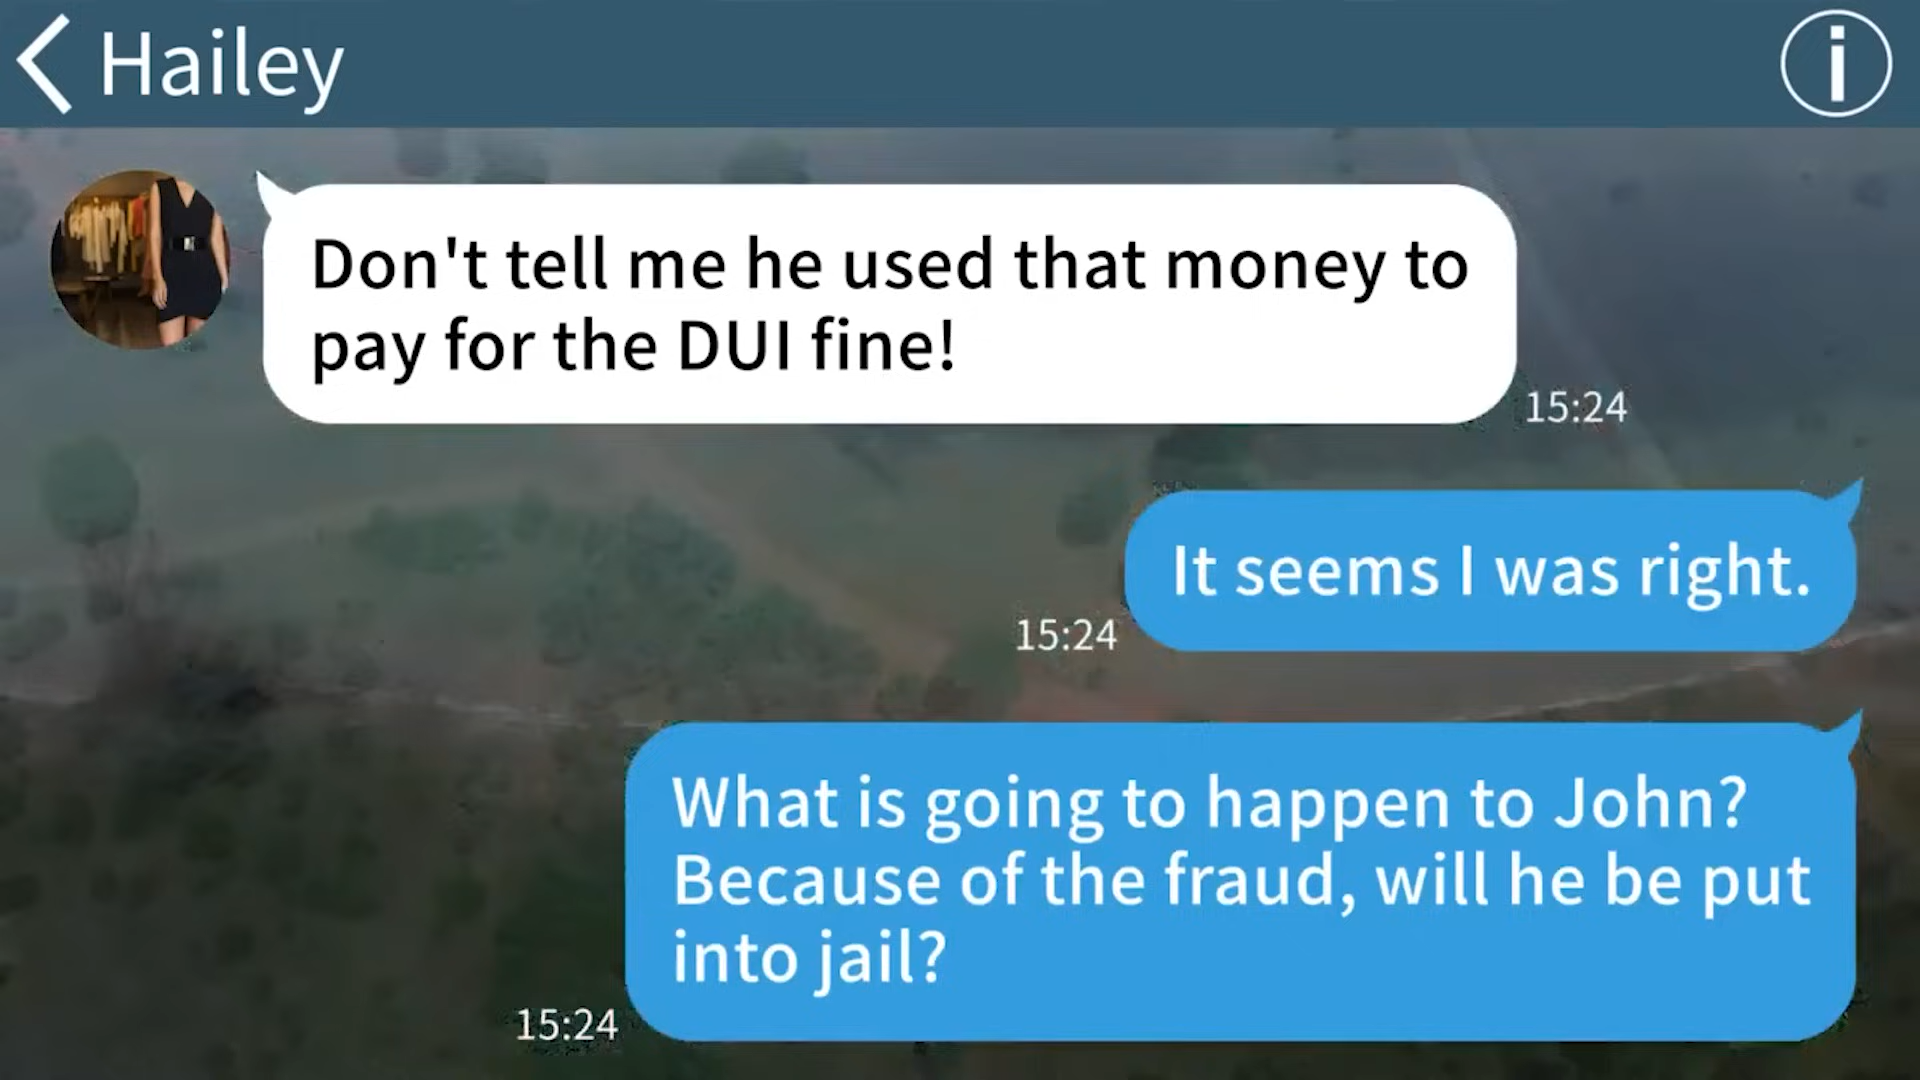 Hailey
Don't tell me he used that money to
pay for the DUI fine!
15:24
It seems I was right.
15:24
What is going to happen to John?
Because of the fraud, will he be put
into jail?
15:24